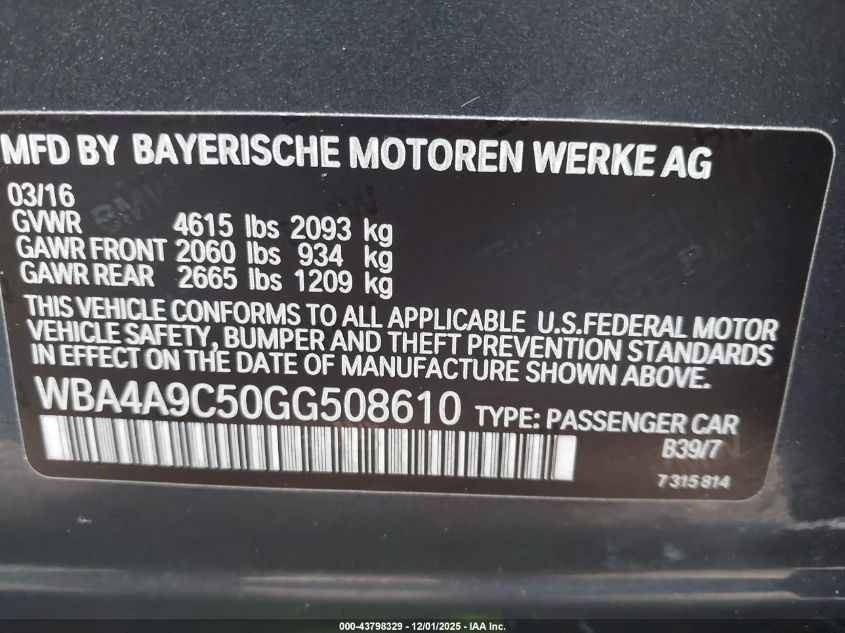 MFD BY BAYERISCHE MOTOREN WERKE AG
03/16
GVWR 4615 lbs 2093 kg
GAWR FRONT 2060 lbs 934 kg
GAWR REAR 2665 lbs 1209 kg
THIS VEHICLE CONFORMS TO ALL APPLICABLE U.S.FEDERAL MOTOR
VEHICLE SAFETY, BUMPER AND THEFT PREVENTION STANDARDS
IN EFFECT ON THE DATE OF MANUFACTURE SHOWN ABOVE.
WBA4A9C50GG508610 TYPE: PASSENGER CAR
B39/7
7 315 814
000-43798329 - 12/01/2025 - IAA Inc.